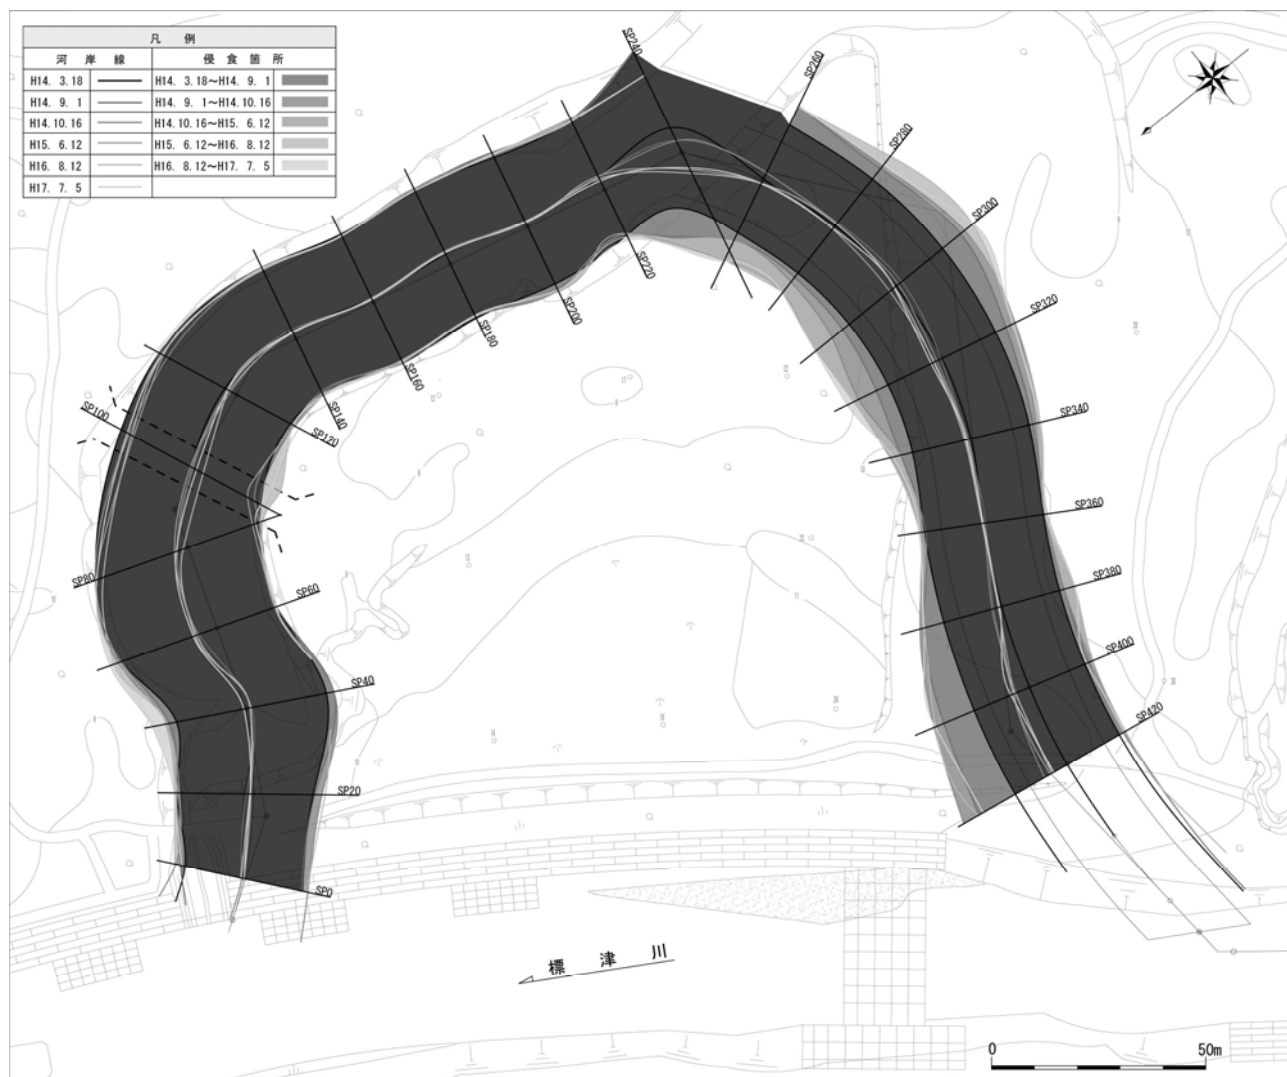 凡 例
河 岸 線 侵 食 箇 所
H14. 3.18 H14. 3.18～H14. 9. 1
H14. 9. 1 H14. 9. 1～H14.10.16
H14.10.16 H14.10.16～H15. 6.12
H15. 6.12 H15. 6.12～H16. 8.12
H16. 8.12 H16. 8.12～H17. 7. 5
H17. 7. 5
SP240
SP260
SP280
SP300
SP220
SP200
SP320
SP180
SP160
SP340
SP140
SP100
SP120
SP360
SP380
SP80
SP60
SP400
SP40
SP420
SP20
SP0
標 津 川
0 50m